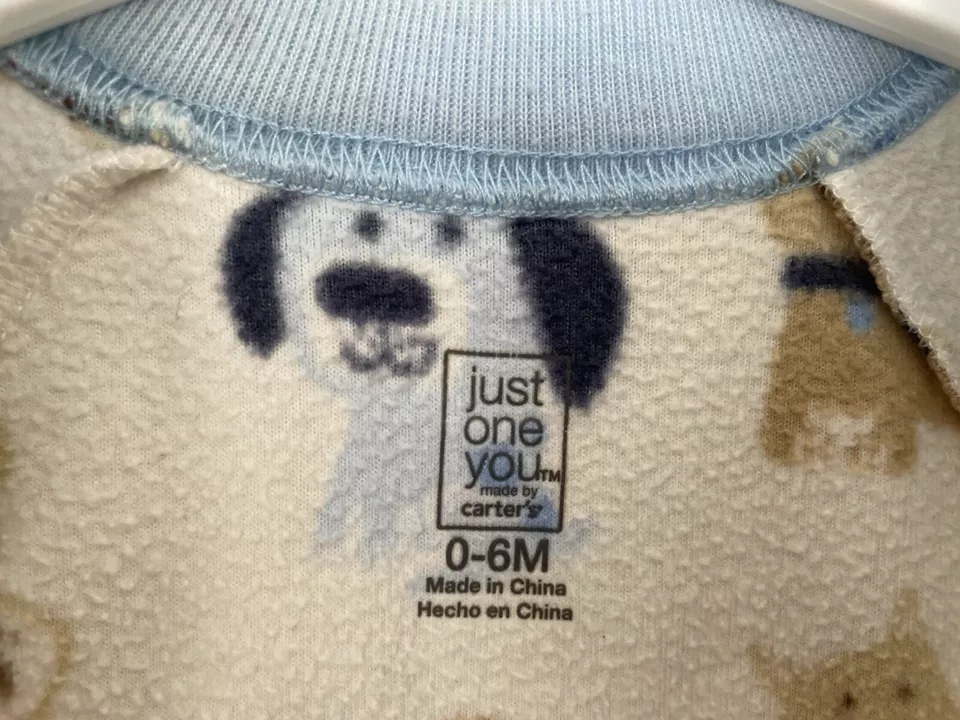 just
one
you™
made by
carter's
0-6M
Made in China
Hecho en China